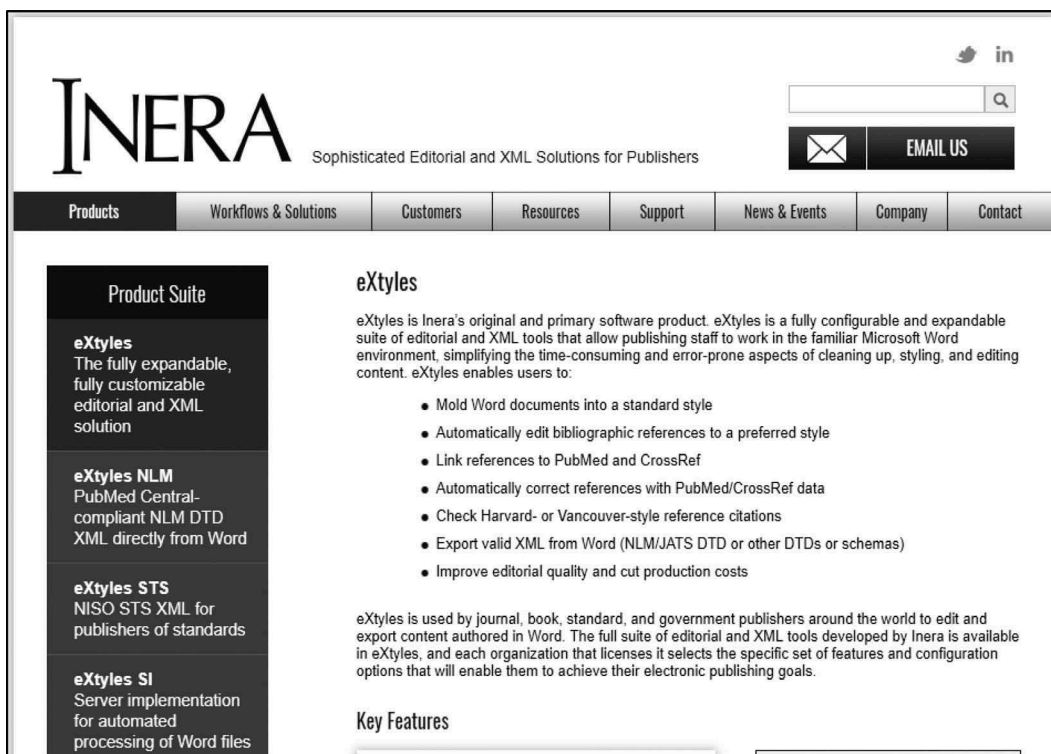 in
INERA
Sophisticated Editorial and XML Solutions for Publishers
EMAIL US
Products
Workflows & Solutions
Customers
Resources
Support
News & Events
Company
Contact
Product Suite
eXtyles
The fully expandable,
fully customizable
editorial and XML
solution
eXtyles NLM
PubMed Central-
compliant NLM DTD
XML directly from Word
eXtyles STS
NISO STS XML for
publishers of standards
eXtyles SI
Server implementation
for automated
processing of Word files
eXtyles
eXtyles is Inera's original and primary software product. eXtyles is a fully configurable and expandable
suite of editorial and XML tools that allow publishing staff to work in the familiar Microsoft Word
environment, simplifying the time-consuming and error-prone aspects of cleaning up, styling, and editing
content. eXtyles enables users to:
● Mold Word documents into a standard style
● Automatically edit bibliographic references to a preferred style
● Link references to PubMed and CrossRef
● Automatically correct references with PubMed/CrossRef data
● Check Harvard- or Vancouver-style reference citations
● Export valid XML from Word (NLM/JATS DTD or other DTDs or schemas)
● Improve editorial quality and cut production costs
eXtyles is used by journal, book, standard, and government publishers around the world to edit and
export content authored in Word. The full suite of editorial and XML tools developed by Inera is available
in eXtyles, and each organization that licenses it selects the specific set of features and configuration
options that will enable them to achieve their electronic publishing goals.
Key Features